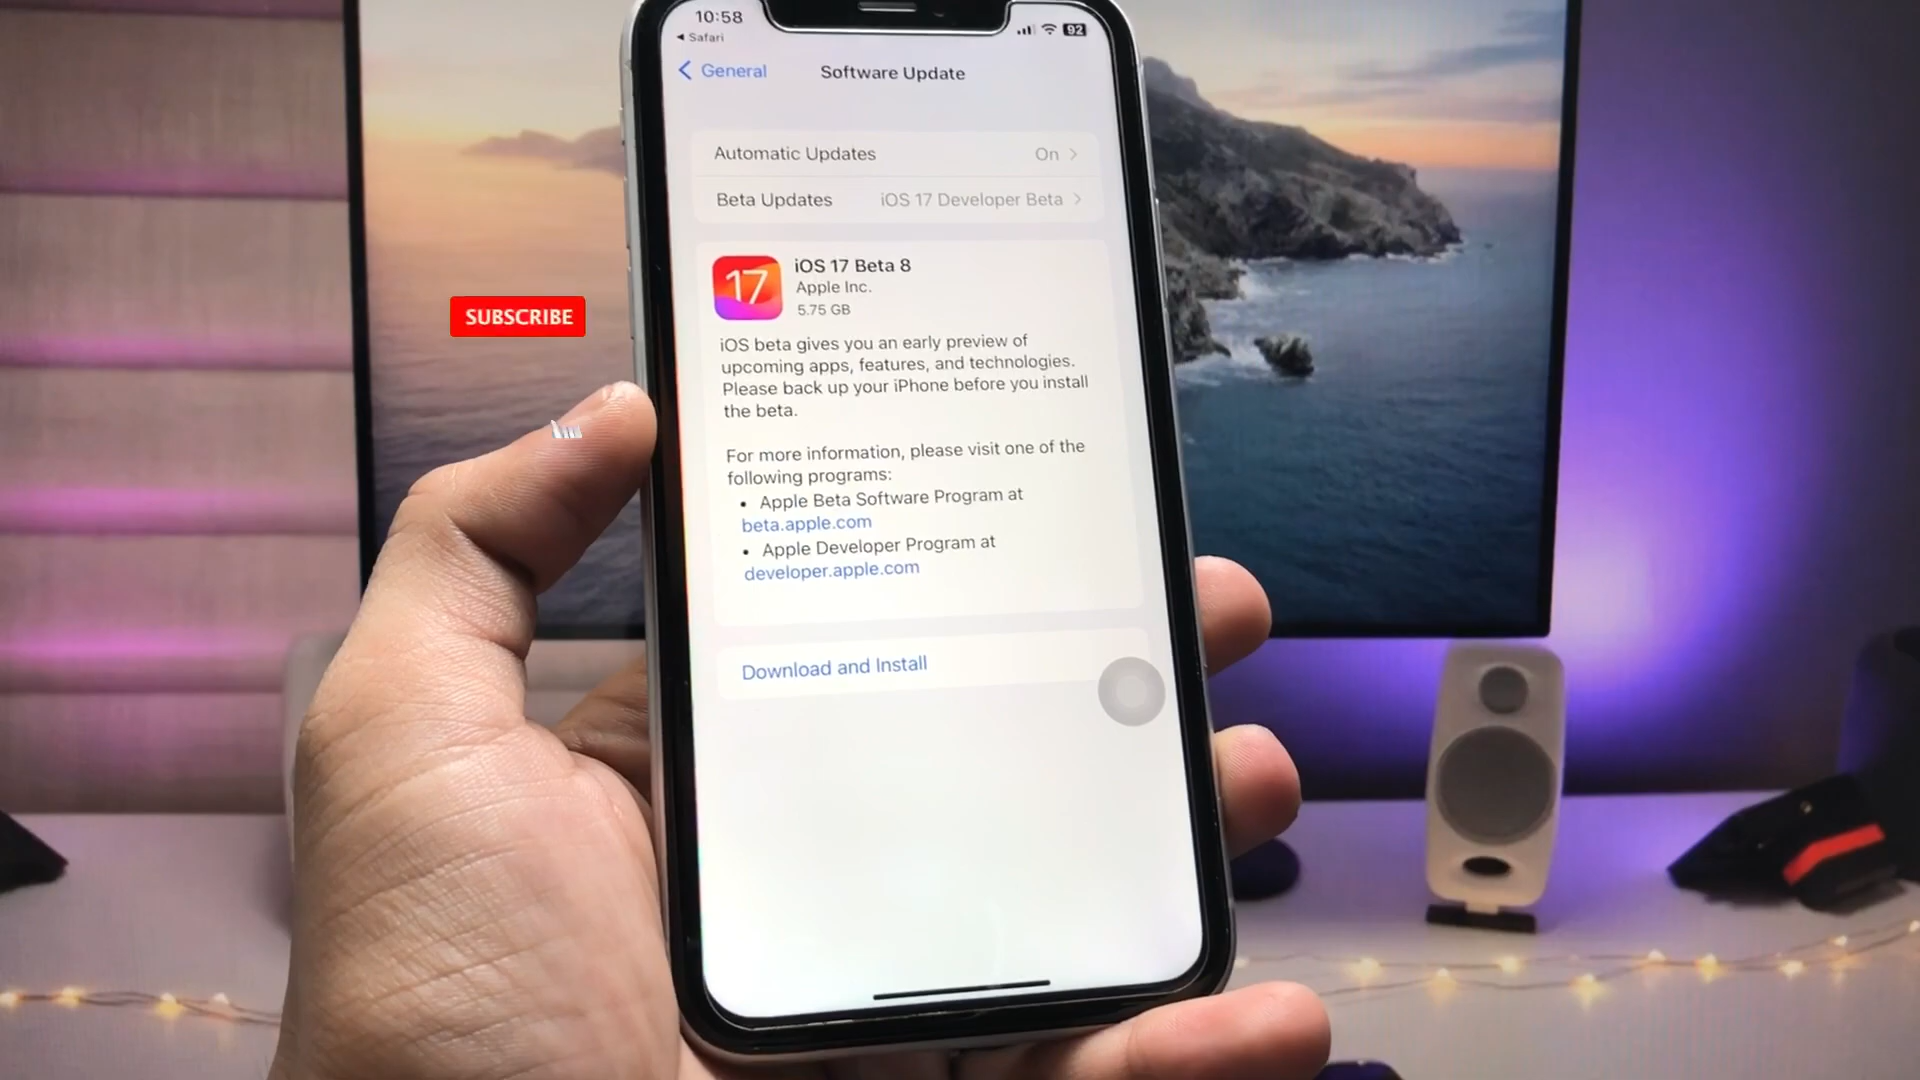 10:58
◀ Safari
92
General
Software Update
Automatic Updates On
Beta Updates iOS 17 Developer Beta
17
iOS 17 Beta 8
Apple Inc.
5.75 GB
iOS beta gives you an early preview of
upcoming apps, features, and technologies.
Please back up your iPhone before you install
the beta.
For more information, please visit one of the
following programs:
• Apple Beta Software Program at
beta.apple.com
• Apple Developer Program at
developer.apple.com
Download and Install
SUBSCRIBE